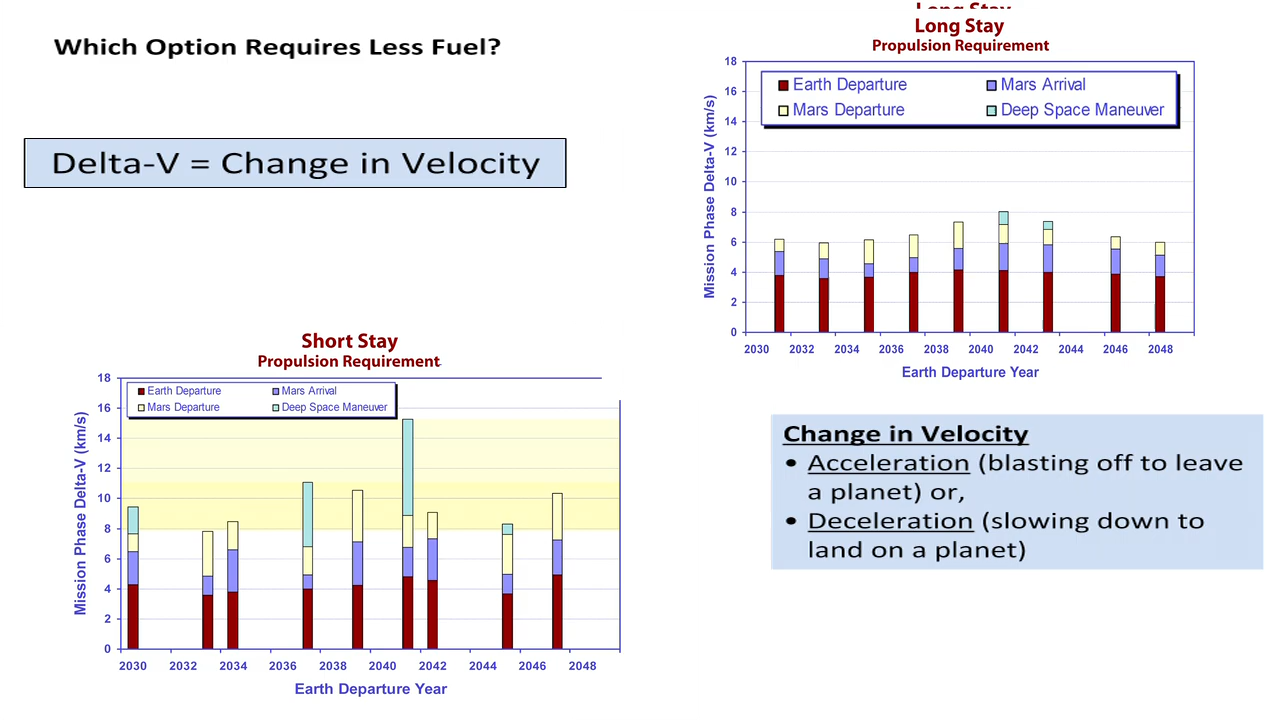 Which Option Requires Less Fuel?
Delta-V = Change in Velocity
Long Stay
Long Stay
Propulsion Requirement
Earth Departure
Mars Arrival
Mars Departure
Deep Space Maneuver
Mission Phase Delta-V (km/s)
18
16
14
12
10
8
6
4
2
0
2030 2032 2034 2036 2038 2040 2042 2044 2046 2048
Earth Departure Year
Short Stay
Propulsion Requirement
Earth Departure
Mars Arrival
Mars Departure
Deep Space Maneuver
Mission Phase Delta-V (km/s)
18
16
14
12
10
8
6
4
2
0
2030 2032 2034 2036 2038 2040 2042 2044 2046 2048
Earth Departure Year
Change in Velocity
• Acceleration (blasting off to leave
a planet) or,
• Deceleration (slowing down to
land on a planet)